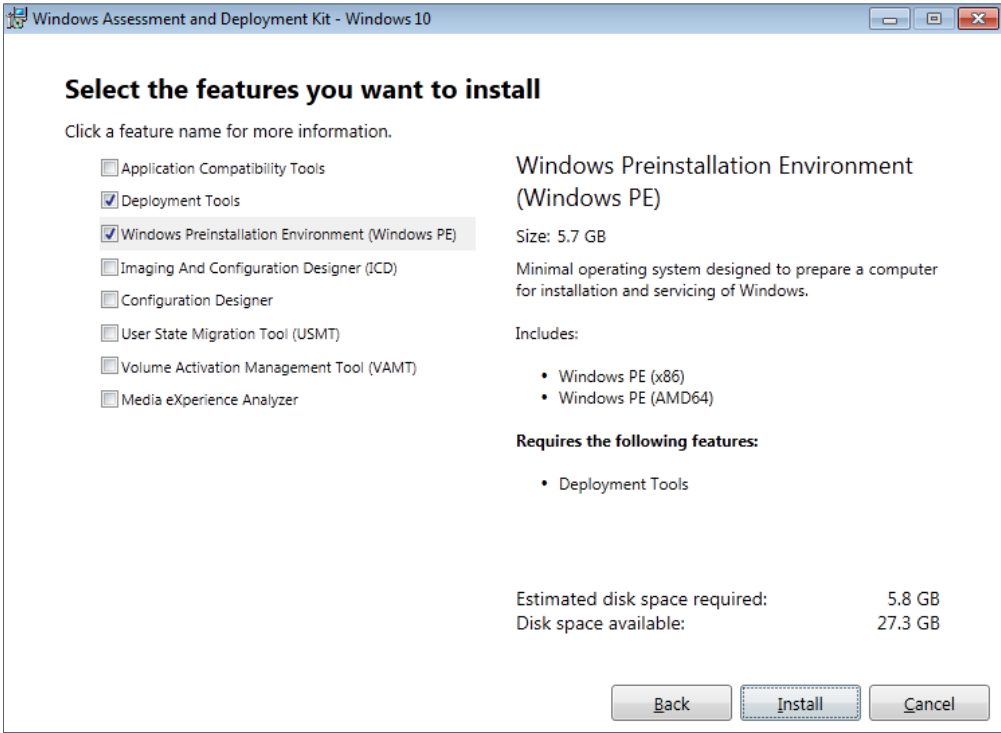 Windows Assessment and Deployment Kit - Windows 10
Select the features you want to install
Click a feature name for more information.
Application Compatibility Tools
Deployment Tools
Windows Preinstallation Environment (Windows PE)
Imaging And Configuration Designer (ICD)
Configuration Designer
User State Migration Tool (USMT)
Volume Activation Management Tool (VAMT)
Media eXperience Analyzer
Windows Preinstallation Environment
(Windows PE)
Size: 5.7 GB
Minimal operating system designed to prepare a computer
for installation and servicing of Windows.
Includes:
• Windows PE (x86)
• Windows PE (AMD64)
Requires the following features:
• Deployment Tools
Estimated disk space required: 5.8 GB
Disk space available: 27.3 GB
Back Install Cancel